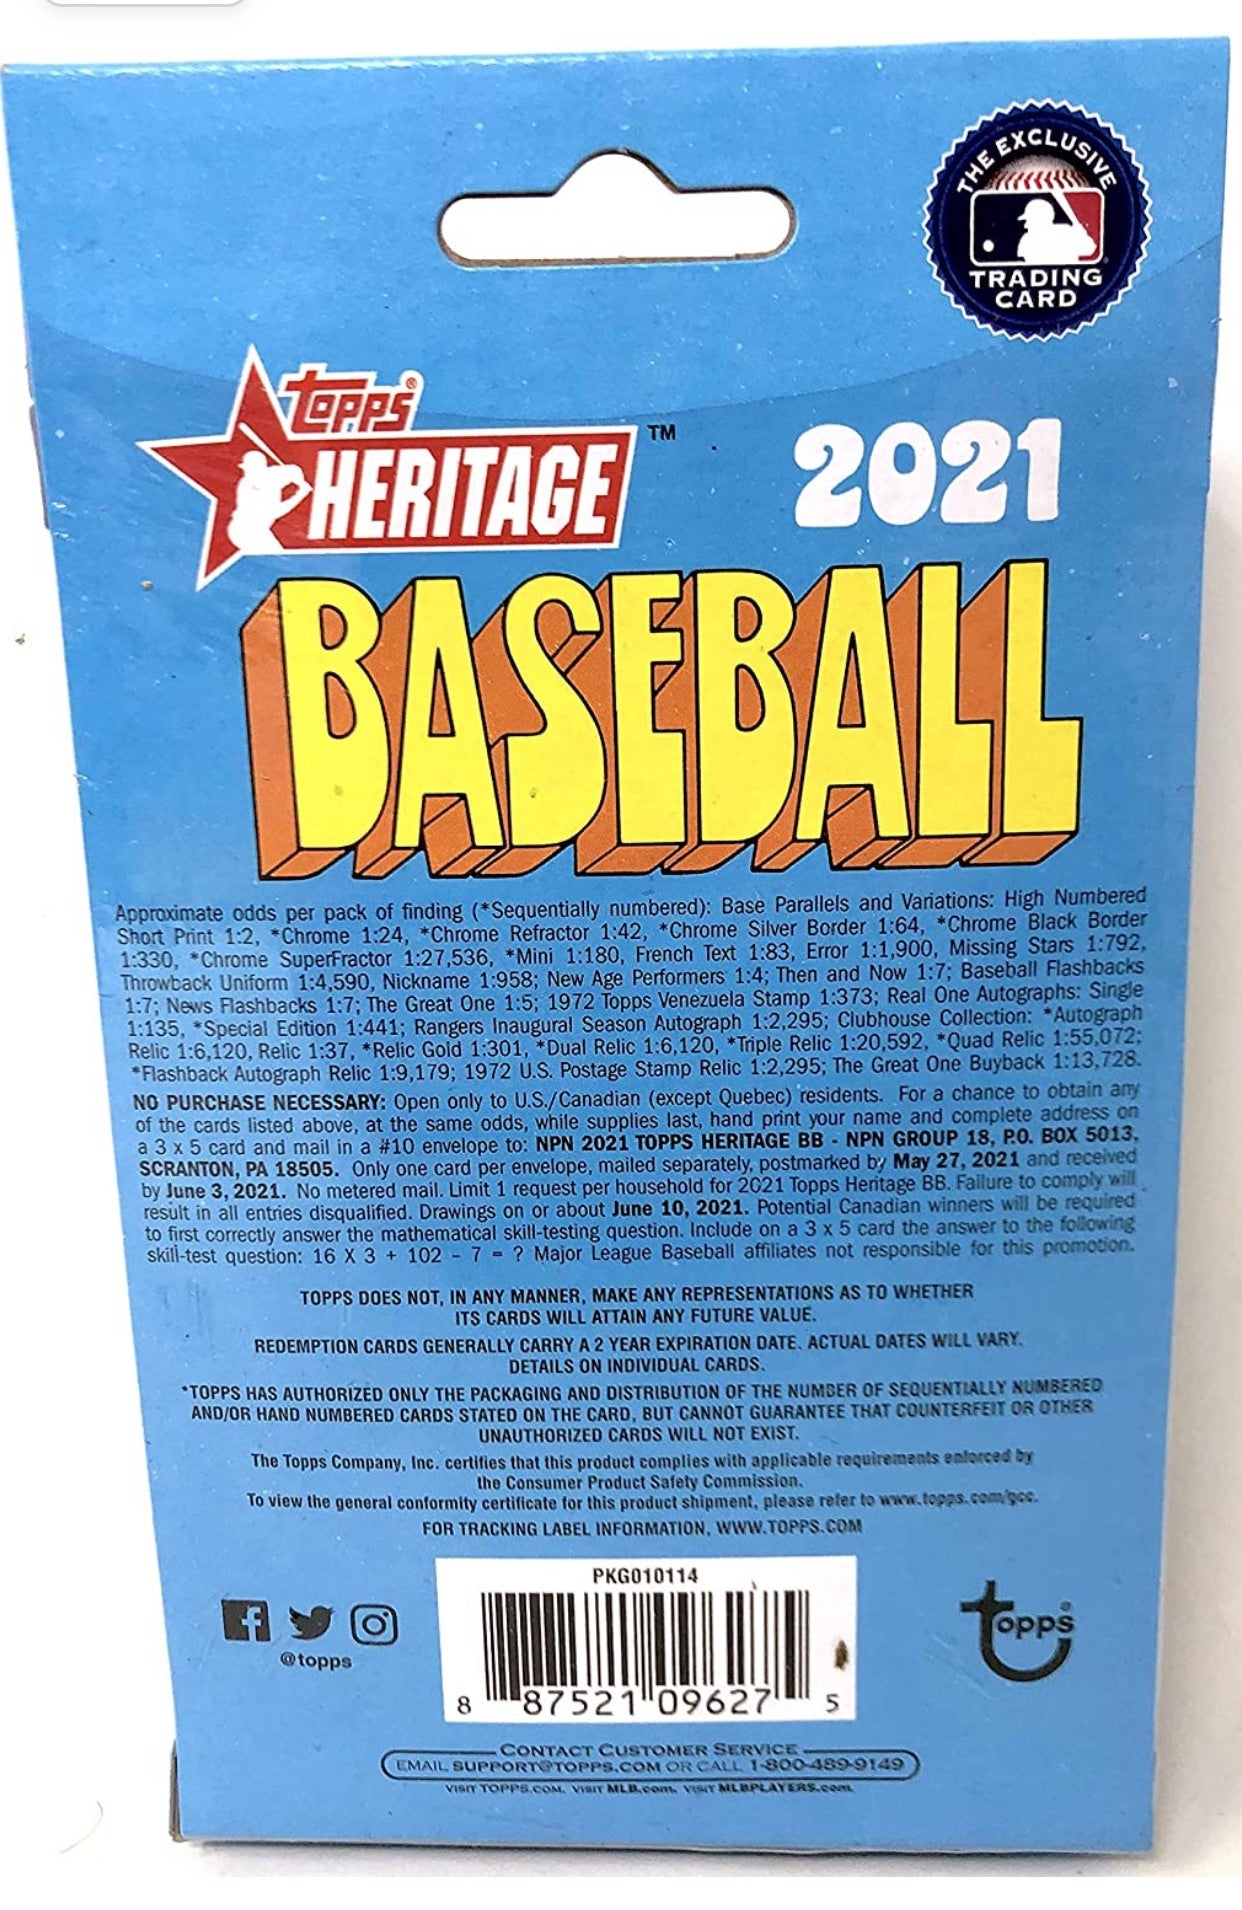 THE EXCLUSIVE
TRADING
CARD
topps®
HERITAGE™
2021
BASEBALL
Approximate odds per pack of finding (*Sequentially numbered): Base Parallels and Variations: High Numbered
Short Print 1:2, *Chrome 1:24, *Chrome Refractor 1:42, *Chrome Silver Border 1:64, *Chrome Black Border
1:330, *Chrome SuperFractor 1:27,536, *Mini 1:180, French Text 1:83, Error 1:1,900, Missing Stars 1:792,
Throwback Uniform 1:4,590, Nickname 1:958; New Age Performers 1:4; Then and Now 1:7; Baseball Flashbacks
1:7; News Flashbacks 1:7; The Great One 1:5; 1972 Topps Venezuela Stamp 1:373; Real One Autographs: Single
1:135, *Special Edition 1:441; Rangers Inaugural Season Autograph 1:2,295; Clubhouse Collection: *Autograph
Relic 1:6,120, Relic 1:37, *Relic Gold 1:301, *Dual Relic 1:6,120, *Triple Relic 1:20,592, *Quad Relic 1:55,072;
*Flashback Autograph Relic 1:9,179; 1972 U.S. Postage Stamp Relic 1:2,295; The Great One Buyback 1:13,728.
NO PURCHASE NECESSARY: Open only to U.S./Canadian (except Quebec) residents. For a chance to obtain any
of the cards listed above, at the same odds, while supplies last, hand print your name and complete address on
a 3 x 5 card and mail in a #10 envelope to: NPN 2021 TOPPS HERITAGE BB - NPN GROUP 18, P.O. BOX 5013,
SCRANTON, PA 18505. Only one card per envelope, mailed separately, postmarked by May 27, 2021 and received
by June 3, 2021. No metered mail. Limit 1 request per household for 2021 Topps Heritage BB. Failure to comply will
result in all entries disqualified. Drawings on or about June 10, 2021. Potential Canadian winners will be required
to first correctly answer the mathematical skill-testing question. Include on a 3 x 5 card the answer to the following
skill-test question: 16 X 3 + 102 - 7 = ? Major League Baseball affiliates not responsible for this promotion.
TOPPS DOES NOT, IN ANY MANNER, MAKE ANY REPRESENTATIONS AS TO WHETHER
ITS CARDS WILL ATTAIN ANY FUTURE VALUE.
REDEMPTION CARDS GENERALLY CARRY A 2 YEAR EXPIRATION DATE. ACTUAL DATES WILL VARY.
DETAILS ON INDIVIDUAL CARDS.
*TOPPS HAS AUTHORIZED ONLY THE PACKAGING AND DISTRIBUTION OF THE NUMBER OF SEQUENTIALLY NUMBERED
AND/OR HAND NUMBERED CARDS STATED ON THE CARD, BUT CANNOT GUARANTEE THAT COUNTERFEIT OR OTHER
UNAUTHORIZED CARDS WILL NOT EXIST.
The Topps Company, Inc. certifies that this product complies with applicable requirements enforced by
the Consumer Product Safety Commission.
To view the general conformity certificate for this product shipment, please refer to www.topps.com/gcc.
FOR TRACKING LABEL INFORMATION, WWW.TOPPS.COM
PKG010114
@topps
8 87521 09627 5
topps®
CONTACT CUSTOMER SERVICE
EMAIL SUPPORT@TOPPS.COM OR CALL 1-800-489-9149
VISIT TOPPS.COM. VISIT MLB.com. VISIT MLBPLAYERS.com.